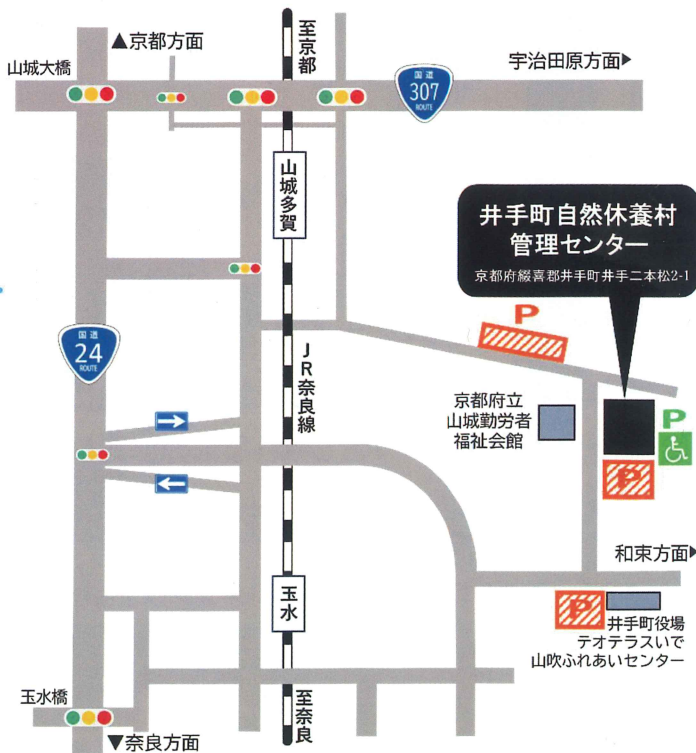 ▲京都方面
至京都
山城大橋
国道
307
ROUTE
宇治田原方面▶
山城多賀
井手町自然休養村
管理センター
京都府綴喜郡井手町井手二本松2-1
P
国道
24
ROUTE
JR奈良線
京都府立
山城勤労者
福祉会館
P
P
和束方面▶
玉水
P
井手町役場
テオテラスいで
山吹ふれあいセンター
玉水橋
▼奈良方面
至奈良